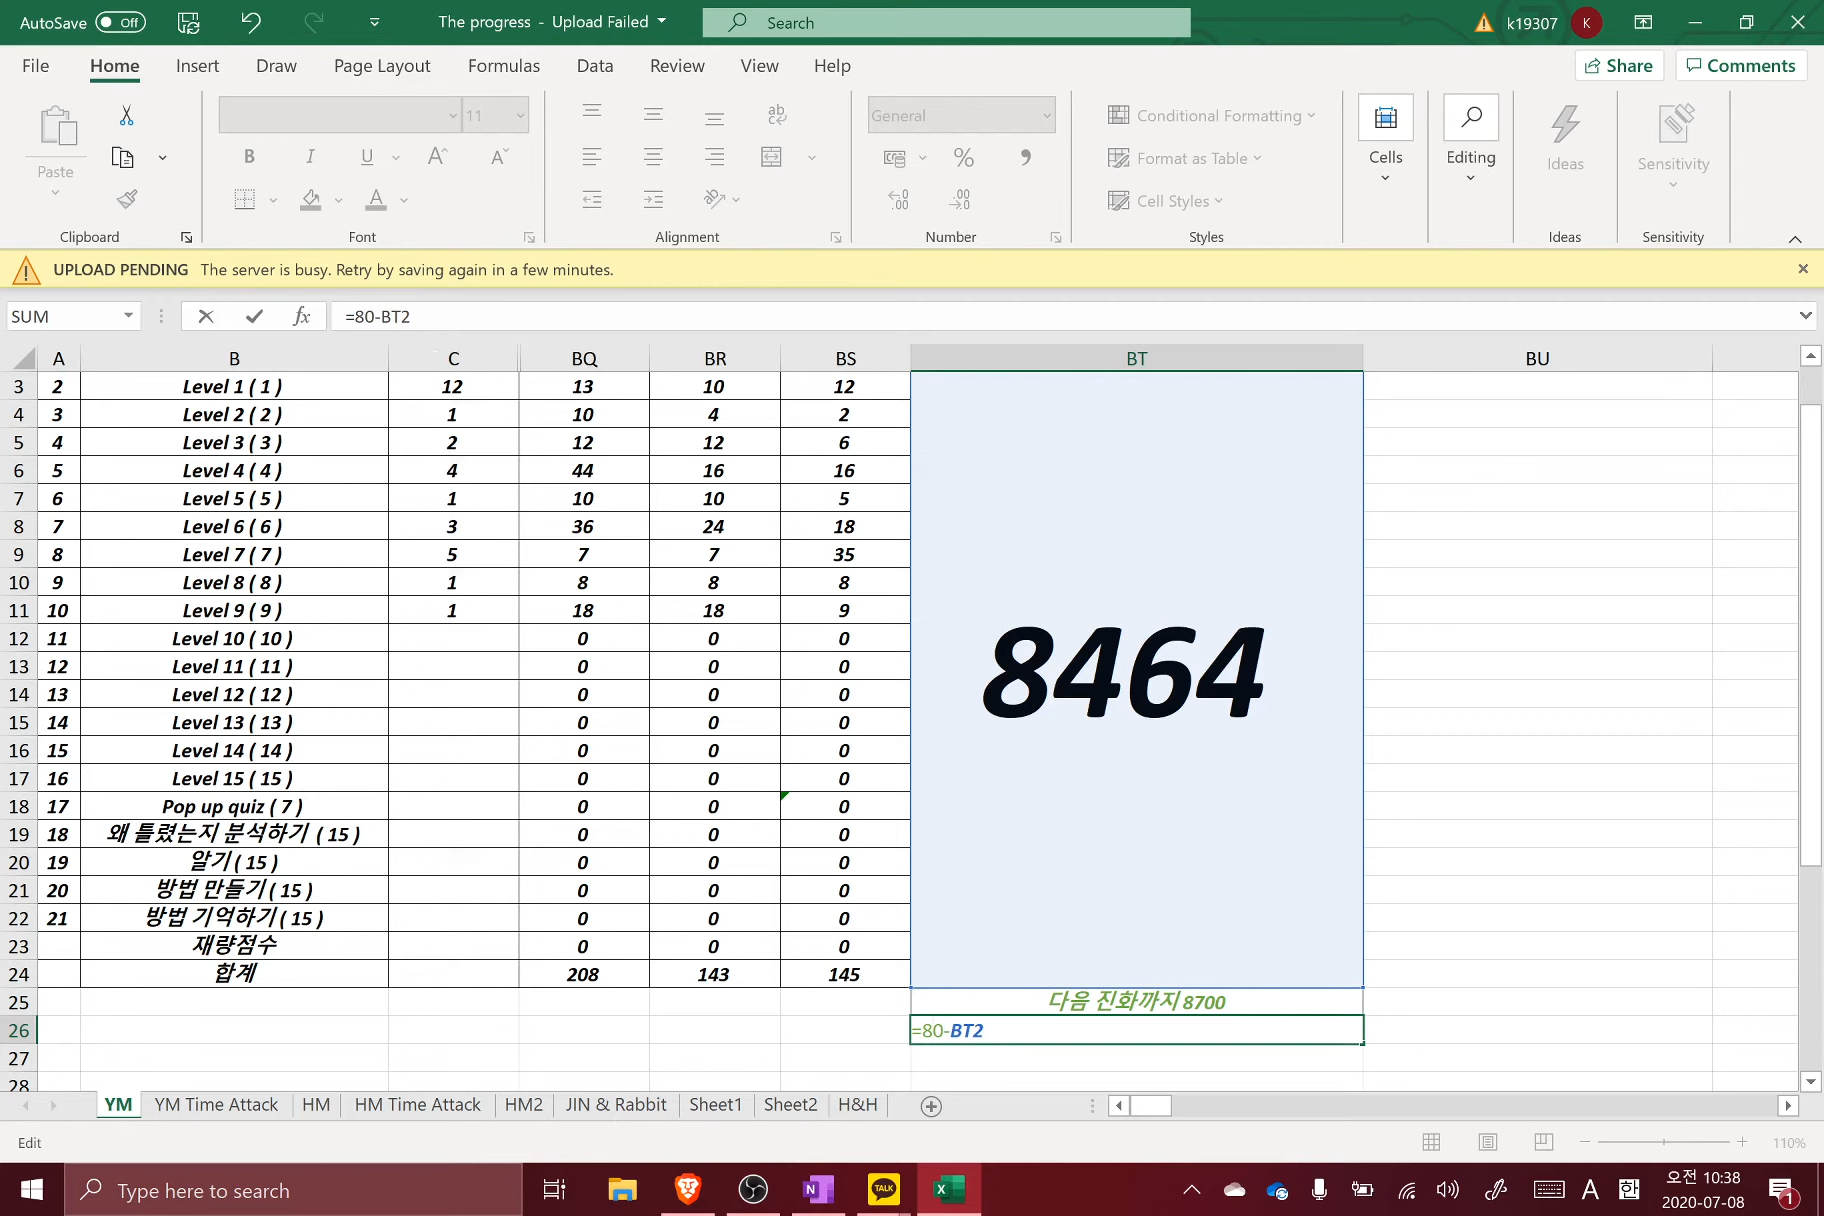 AutoSave Off The progress - Upload Failed Search k19307 K
File Home Insert Draw Page Layout Formulas Data Review View Help Share Comments
Paste 11 B I U A A A ab General % 9 .00 .00 Conditional Formatting Format as Table Cell Styles Cells Editing Ideas Sensitivity
Clipboard Font Alignment Number Styles Ideas Sensitivity
UPLOAD PENDING The server is busy. Retry by saving again in a few minutes.
SUM fx =80-BT2
A B C BQ BR BS BT BU
3 2 Level 1 ( 1 ) 12 13 10 12
4 3 Level 2 ( 2 ) 1 10 4 2
5 4 Level 3 ( 3 ) 2 12 12 6
6 5 Level 4 ( 4 ) 4 44 16 16
7 6 Level 5 ( 5 ) 1 10 10 5
8 7 Level 6 ( 6 ) 3 36 24 18
9 8 Level 7 ( 7 ) 5 7 7 35
10 9 Level 8 ( 8 ) 1 8 8 8
11 10 Level 9 ( 9 ) 1 18 18 9
12 11 Level 10 ( 10 ) 0 0 0
13 12 Level 11 ( 11 ) 0 0 0
8464
14 13 Level 12 ( 12 ) 0 0 0
15 14 Level 13 ( 13 ) 0 0 0
16 15 Level 14 ( 14 ) 0 0 0
17 16 Level 15 ( 15 ) 0 0 0
18 17 Pop up quiz ( 7 ) 0 0 0
19 18 왜 틀렸는지 분석하기 ( 15 ) 0 0 0
20 19 알기 ( 15 ) 0 0 0
21 20 방법 만들기 ( 15 ) 0 0 0
22 21 방법 기억하기 ( 15 ) 0 0 0
23 재량점수 0 0 0
24 합계 208 143 145
25 다음 진화까지 8700
26 =80-BT2
27
28
YM YM Time Attack HM HM Time Attack HM2 JIN & Rabbit Sheet1 Sheet2 H&H
Edit 110%
Type here to search N TALK X A 한 오전 10:38
2020-07-08 1